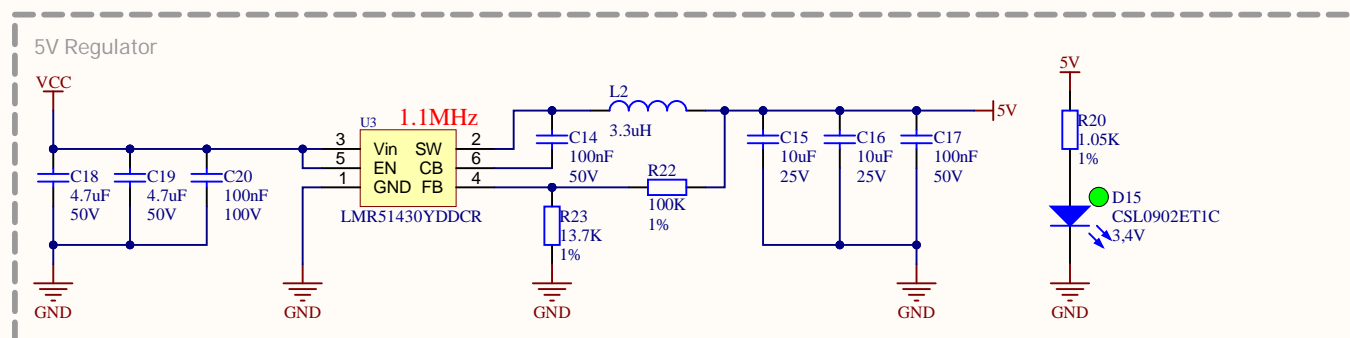 5V Regulator
VCC
C18
4.7uF
50V
C19
4.7uF
50V
C20
100nF
100V
GND
GND
U3
1.1MHz
3
5
1
Vin
EN
GND
SW
CB
FB
2
6
4
LMR51430YDDCR
C14
100nF
50V
L2
3.3uH
R22
100K
1%
R23
13.7K
1%
GND
C15
10uF
25V
C16
10uF
25V
C17
100nF
50V
5V
GND
5V
R20
1.05K
1%
D15
CSL0902ET1C
3,4V
GND